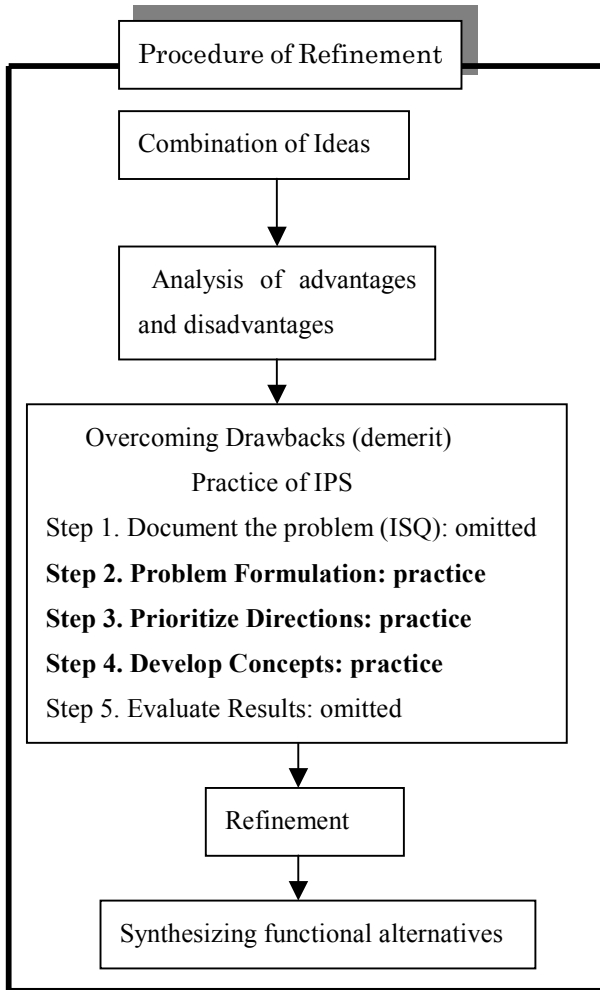 Procedure of Refinement
Combination of Ideas
Analysis of advantages
and disadvantages
Overcoming Drawbacks (demerit)
Practice of IPS
Step 1. Document the problem (ISQ): omitted
Step 2. Problem Formulation: practice
Step 3. Prioritize Directions: practice
Step 4. Develop Concepts: practice
Step 5. Evaluate Results: omitted
Refinement
Synthesizing functional alternatives